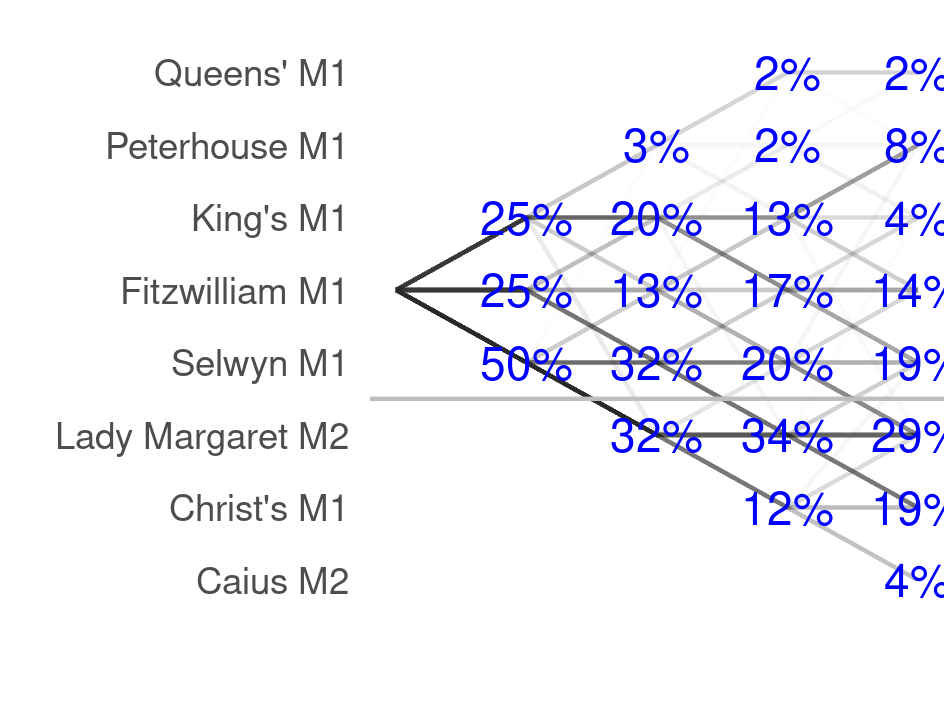 Queens' M1 2% 2%
Peterhouse M1 3% 2% 8%
King's M1 25% 20% 13% 4%
Fitzwilliam M1 25% 13% 17% 14%
Selwyn M1 50% 32% 20% 19%
Lady Margaret M2 32% 34% 29%
Christ's M1 12% 19%
Caius M2 4%